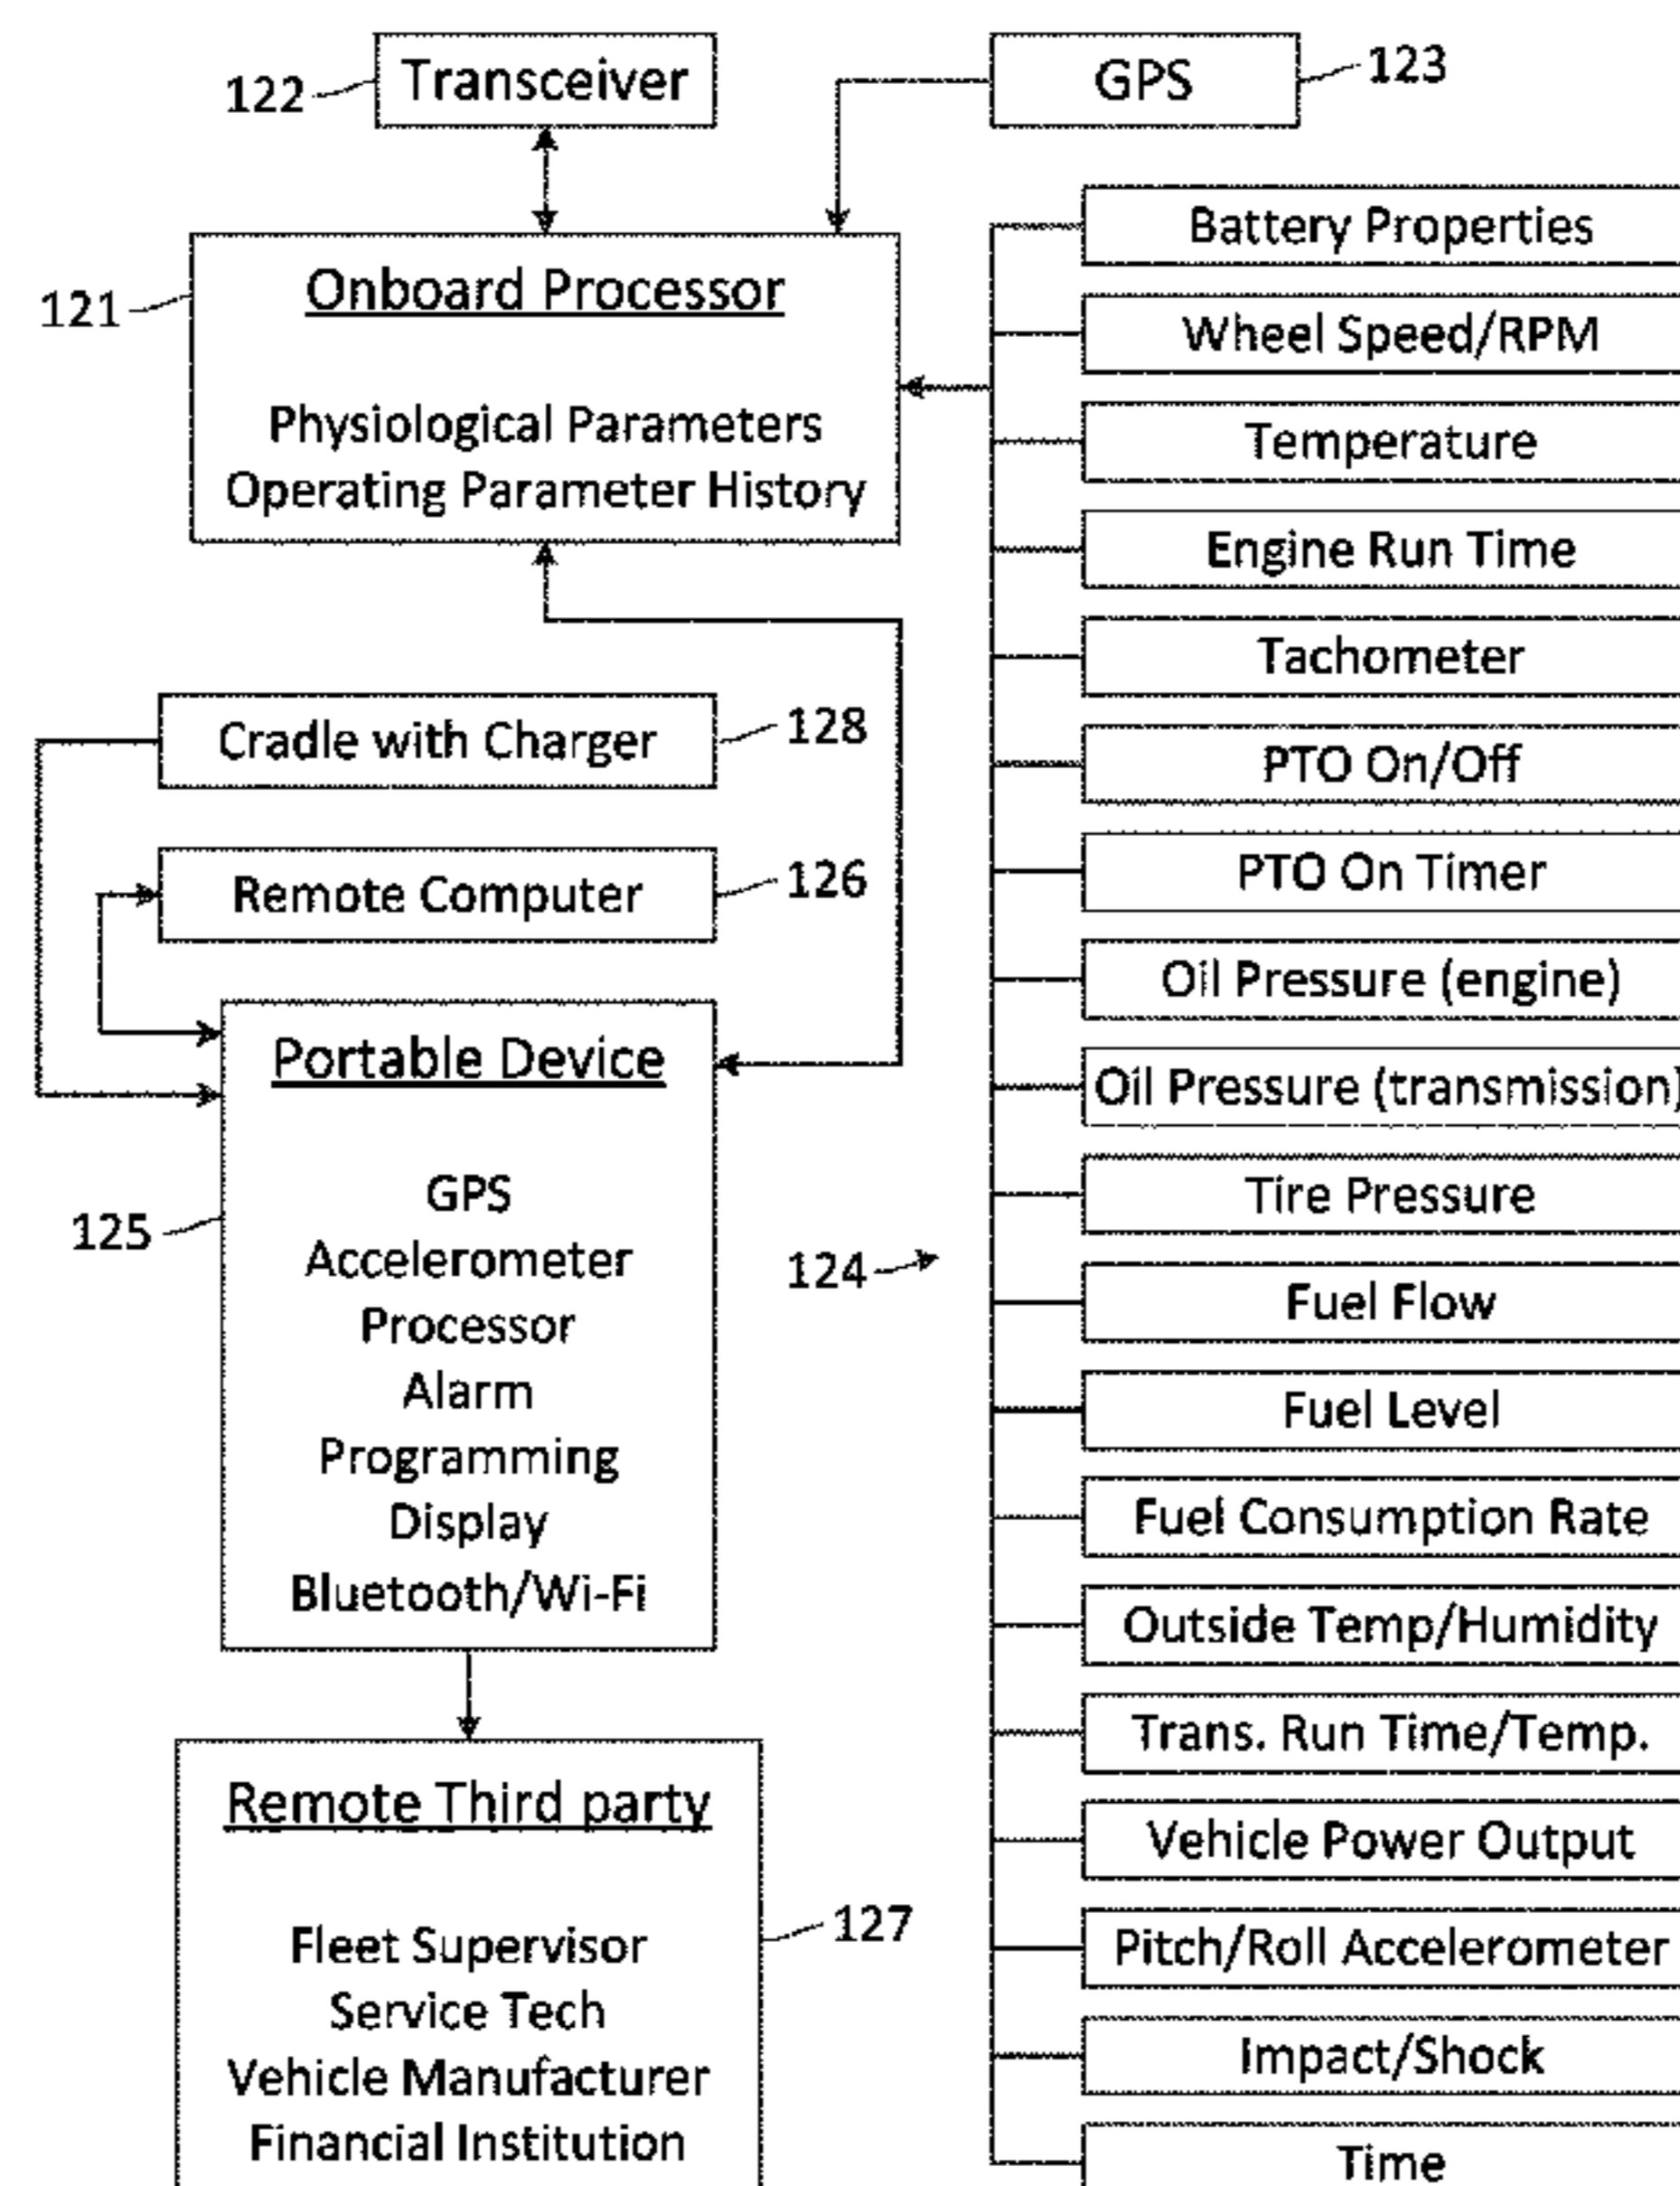 Transceiver
122
GPS
123
Onboard Processor
Physiological Parameters
Operating Parameter History
121
Cradle with Charger
128
Remote Computer
126
Portable Device
GPS
Accelerometer
Processor
Alarm
Programming
Display
Bluetooth/Wi-Fi
125
Remote Third party
Fleet Supervisor
Service Tech
Vehicle Manufacturer
Financial Institution
127
124
Battery Properties
Wheel Speed/RPM
Temperature
Engine Run Time
Tachometer
PTO On/Off
PTO On Timer
Oil Pressure (engine)
Oil Pressure (transmission)
Tire Pressure
Fuel Flow
Fuel Level
Fuel Consumption Rate
Outside Temp/Humidity
Trans. Run Time/Temp.
Vehicle Power Output
Pitch/Roll Accelerometer
Impact/Shock
Time